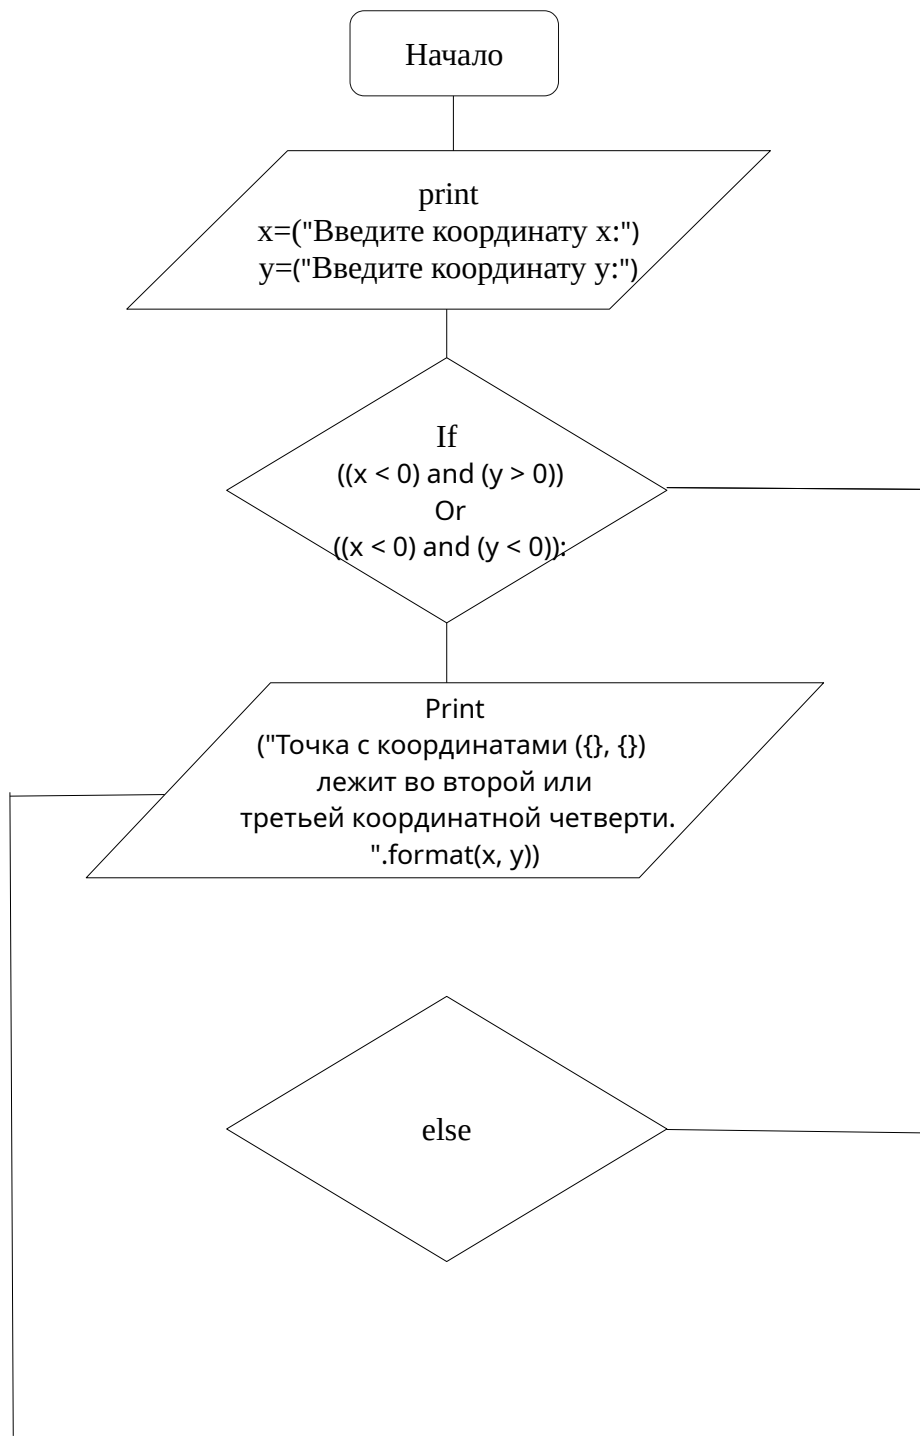 Начало
print
x=("Введите координату x:")
y=("Введите координату y:")
If
((x < 0) and (y > 0))
Or
((x < 0) and (y < 0)):
Print
("Точка с координатами ({}, {})
лежит во второй или
третьей координатной четверти.
".format(x, y))
else